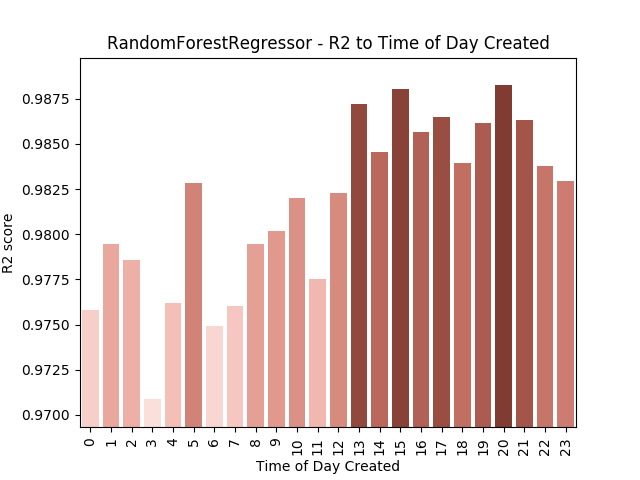 RandomForestRegressor - R2 to Time of Day Created
R2 score
0.9875
0.9850
0.9825
0.9800
0.9775
0.9750
0.9725
0.9700
0 1 2 3 4 5 6 7 8 9 10 11 12 13 14 15 16 17 18 19 20 21 22 23
Time of Day Created